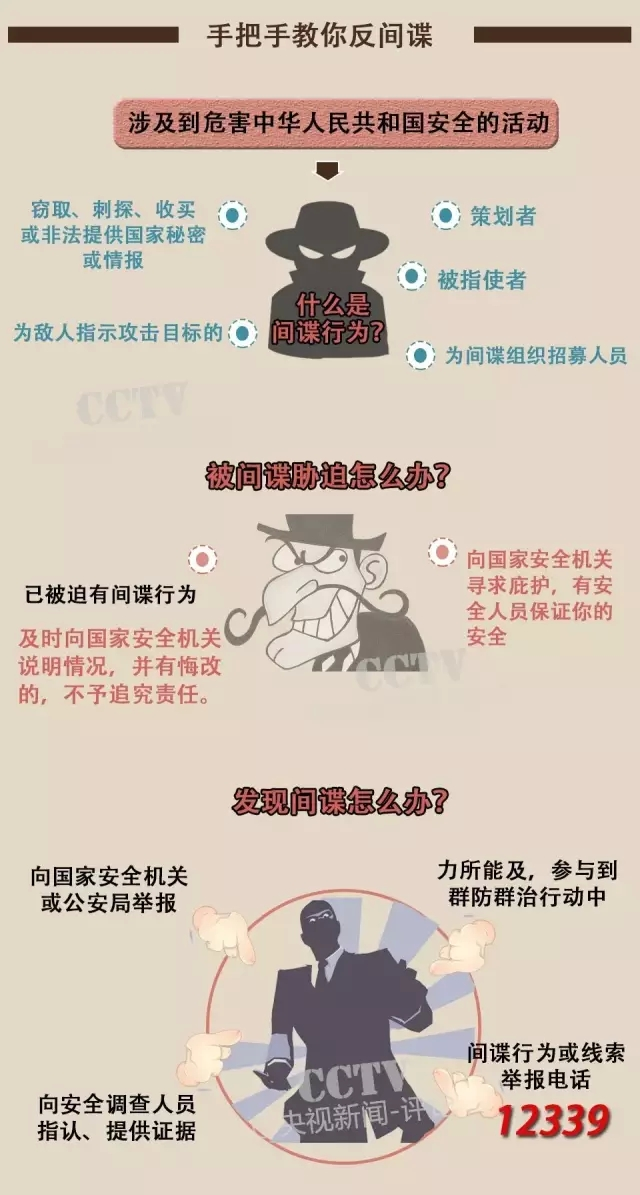 手把手教你反间谍
涉及到危害中华人民共和国安全的活动
窃取、刺探、收买
或非法提供国家秘密
或情报
策划者
被指使者
什么是
间谍行为?
为敌人指示攻击目标的
为间谍组织招募人员
CCTV
被间谍胁迫怎么办?
已被迫有间谍行为
及时向国家安全机关
说明情况，并有悔改
的，不予追究责任。
向国家安全机关
寻求庇护，有安
全人员保证你的
安全
CCTV
发现间谍怎么办?
向国家安全机关
或公安局举报
力所能及，参与到
群防群治行动中
向安全调查人员
指认、提供证据
间谍行为或线索
举报电话
12339
CCTV
央视新闻-评